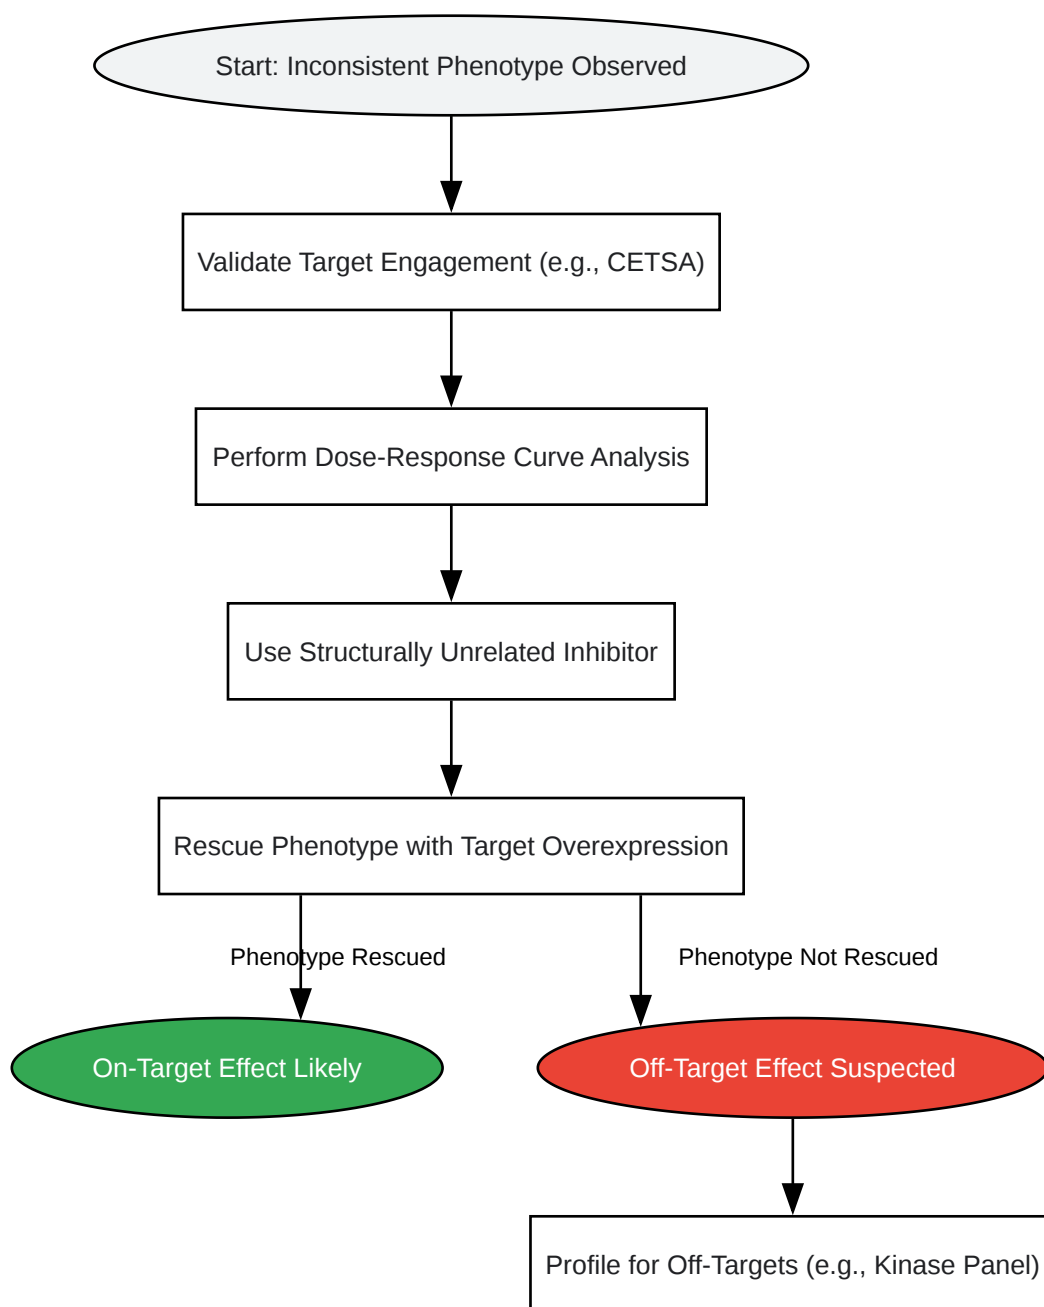 Start: Inconsistent Phenotype Observed
Validate Target Engagement (e.g., CETSA)
Perform Dose-Response Curve Analysis
Use Structurally Unrelated Inhibitor
Rescue Phenotype with Target Overexpression
Phenotype Rescued
Phenotype Not Rescued
On-Target Effect Likely
Off-Target Effect Suspected
Profile for Off-Targets (e.g., Kinase Panel)